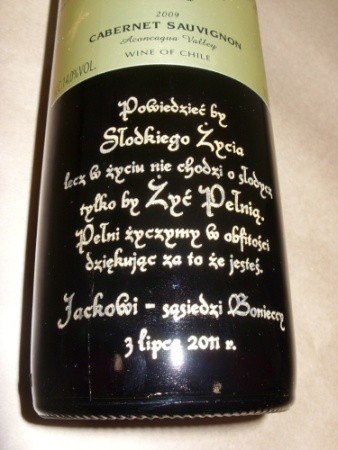 2009
CABERNET SAUVIGNON
Aconcagua Valley
WINE OF CHILE
14.0%VOL.
Powiedzieć by
Słodkiego Życia
lecz w życiu nie chodzi o słodycz
tylko by Żyć Pełnią.
Pełni życzymy w obfitości
dziękując za to że jesteś.
Jackowi - sąsiedzi Bonieccy
3 lipca 2011 r.